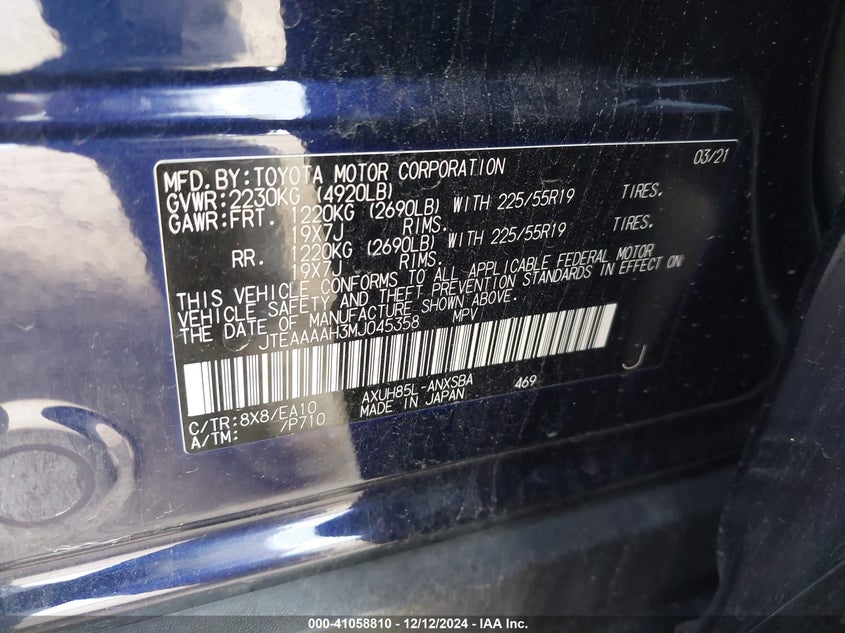 03/21
MFD.BY:TOYOTA MOTOR CORPORATION
GVWR:2230KG (4920LB)
GAWR:FRT. 1220KG (2690LB) WITH 225/55R19 TIRES.
19X7J RIMS.
RR. 1220KG (2690LB) WITH 225/55R19 TIRES.
19X7J RIMS.
THIS VEHICLE CONFORMS TO ALL APPLICABLE FEDERAL MOTOR
VEHICLE SAFETY AND THEFT PREVENTION STANDARDS IN EFFECT ON
THE DATE OF MANUFACTURE SHOWN ABOVE.
JTEAAAAH3MJ045358 MPV
C/TR:8X8/EA10 AXUH85L-ANXSBA 469 J
A/TM: /P710 MADE IN JAPAN
000-41058810 - 12/12/2024 - IAA Inc.